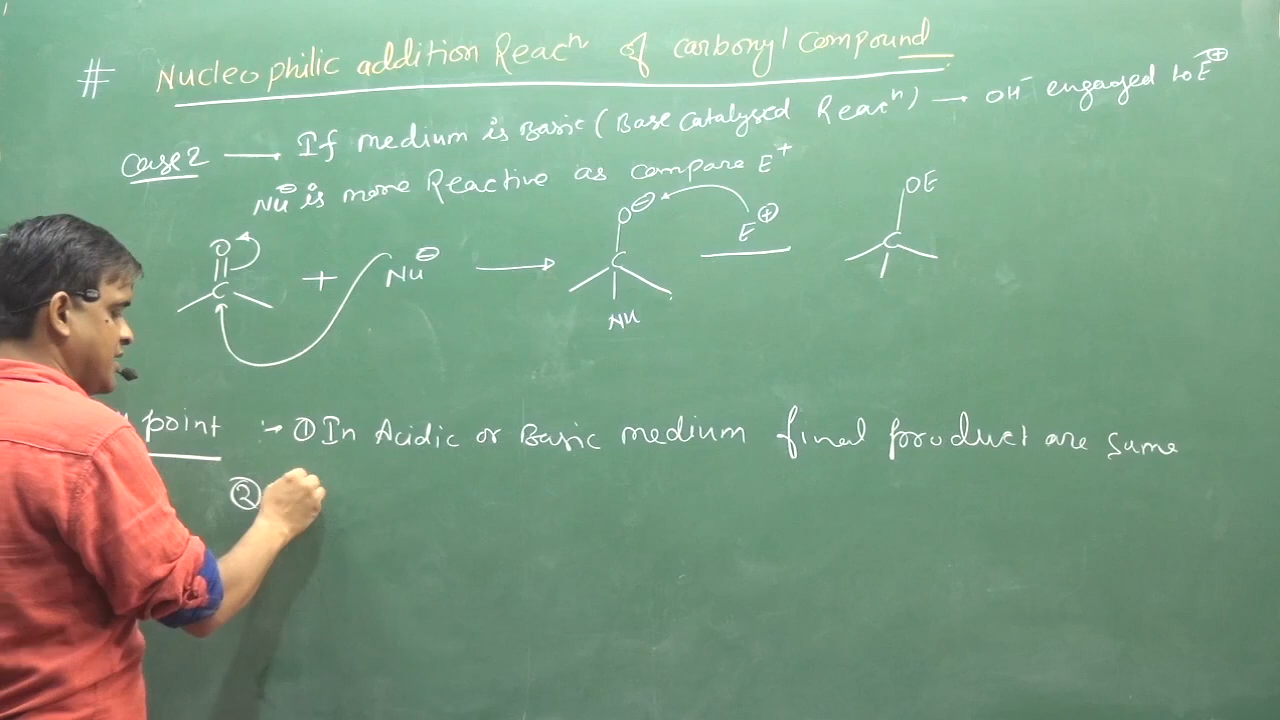 # Nucleophilic addition Reacⁿ of carbonyl Compound
Case 2 → If medium is Basic (Base Catalysed Reacⁿ) → OH⁻ engaged to E⊕
Nu⊖ is more Reactive as compare E⁺
O
C
+
Nu⊖
O⊖
C
Nu
E⊕
OE
C
point :→ ① In Acidic or Basic medium final product are same
②